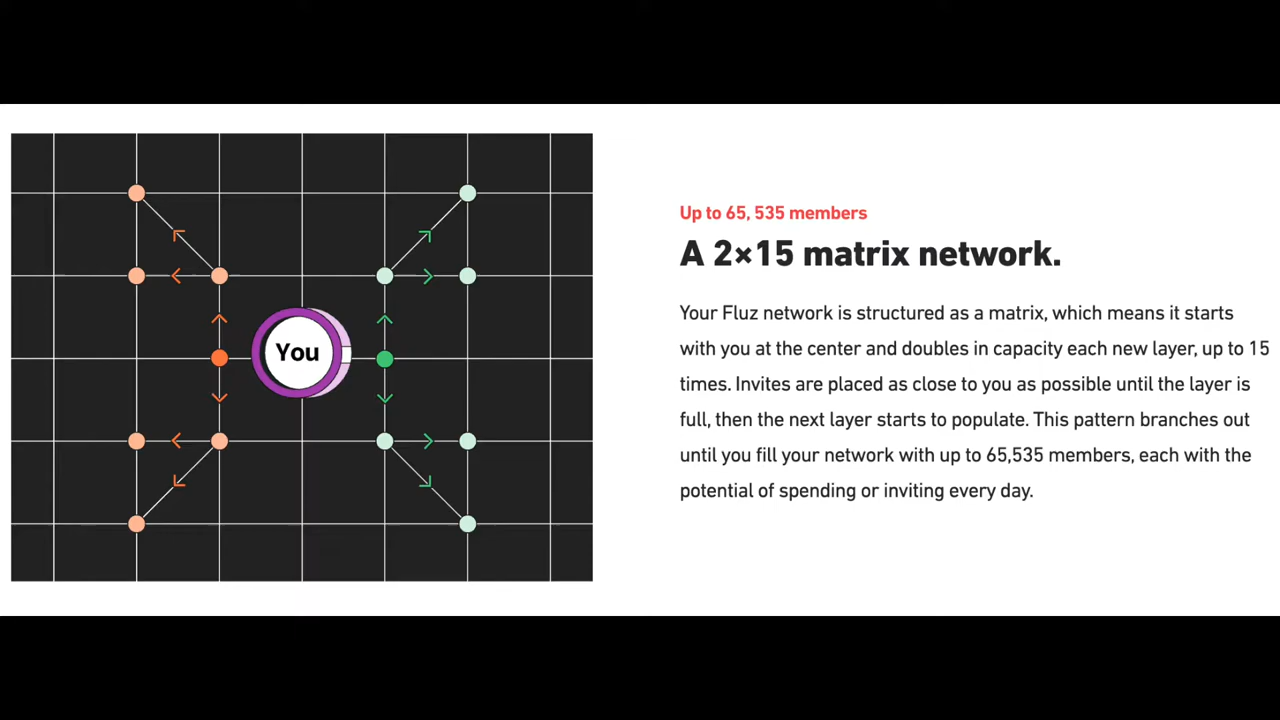 You
Up to 65, 535 members
A 2×15 matrix network.
Your Fluz network is structured as a matrix, which means it starts
with you at the center and doubles in capacity each new layer, up to 15
times. Invites are placed as close to you as possible until the layer is
full, then the next layer starts to populate. This pattern branches out
until you fill your network with up to 65,535 members, each with the
potential of spending or inviting every day.